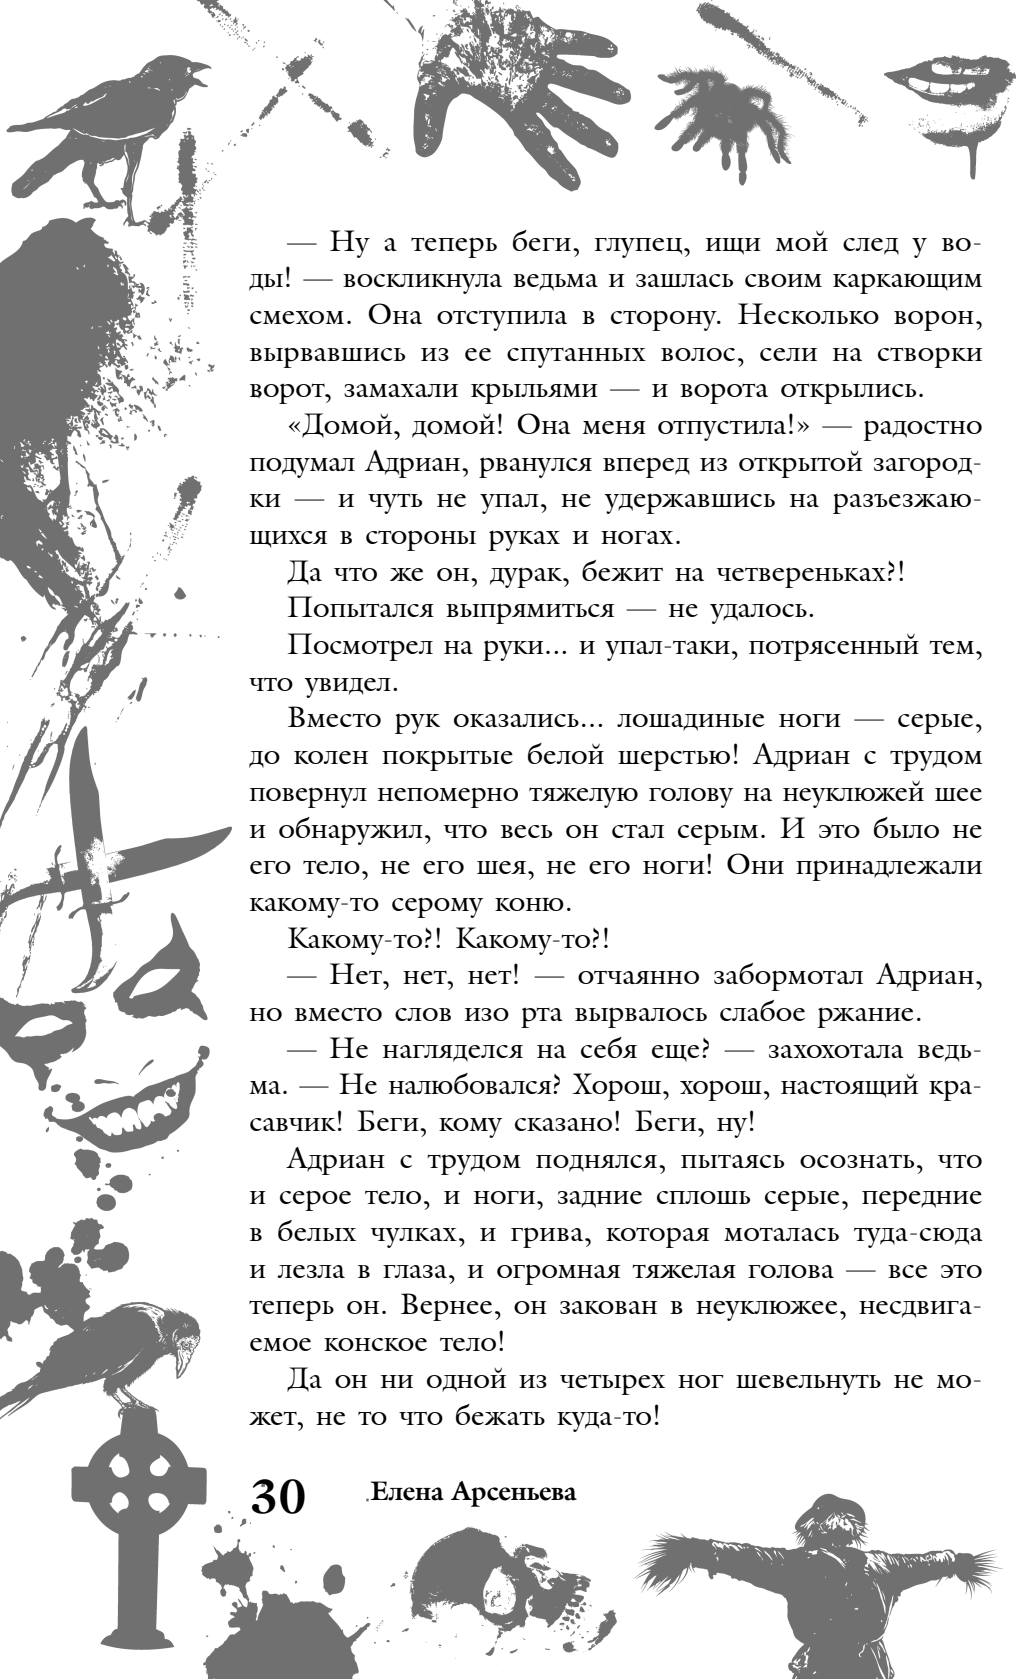 — Ну а теперь беги, глупец, ищи мой след у во-
ды! — воскликнула ведьма и зашлась своим каркающим
смехом. Она отступила в сторону. Несколько ворон,
вырвавшись из ее спутанных волос, сели на створки
ворот, замахали крыльями — и ворота открылись.
«Домой, домой! Она меня отпустила!» — радостно
подумал Адриан, рванулся вперед из открытой загород-
ки — и чуть не упал, не удержавшись на разъезжаю-
щихся в стороны руках и ногах.
Да что же он, дурак, бежит на четвереньках?!
Попытался выпрямиться — не удалось.
Посмотрел на руки... и упал-таки, потрясенный тем,
что увидел.
Вместо рук оказались... лошадиные ноги — серые,
до колен покрытые белой шерстью! Адриан с трудом
повернул непомерно тяжелую голову на неуклюжей шее
и обнаружил, что весь он стал серым. И это было не
его тело, не его шея, не его ноги! Они принадлежали
какому-то серому коню.
Какому-то?! Какому-то?!
— Нет, нет, нет! — отчаянно забормотал Адриан,
но вместо слов изо рта вырвалось слабое ржание.
— Не нагляделся на себя еще? — захохотала ведь-
ма. — Не налюбовался? Хорош, хорош, настоящий кра-
савчик! Беги, кому сказано! Беги, ну!
Адриан с трудом поднялся, пытаясь осознать, что
и серое тело, и ноги, задние сплошь серые, передние
в белых чулках, и грива, которая моталась туда-сюда
и лезла в глаза, и огромная тяжелая голова — все это
теперь он. Вернее, он закован в неуклюжее, несдвига-
емое конское тело!
Да он ни одной из четырех ног шевельнуть не мо-
жет, не то что бежать куда-то!
30 Елена Арсеньева